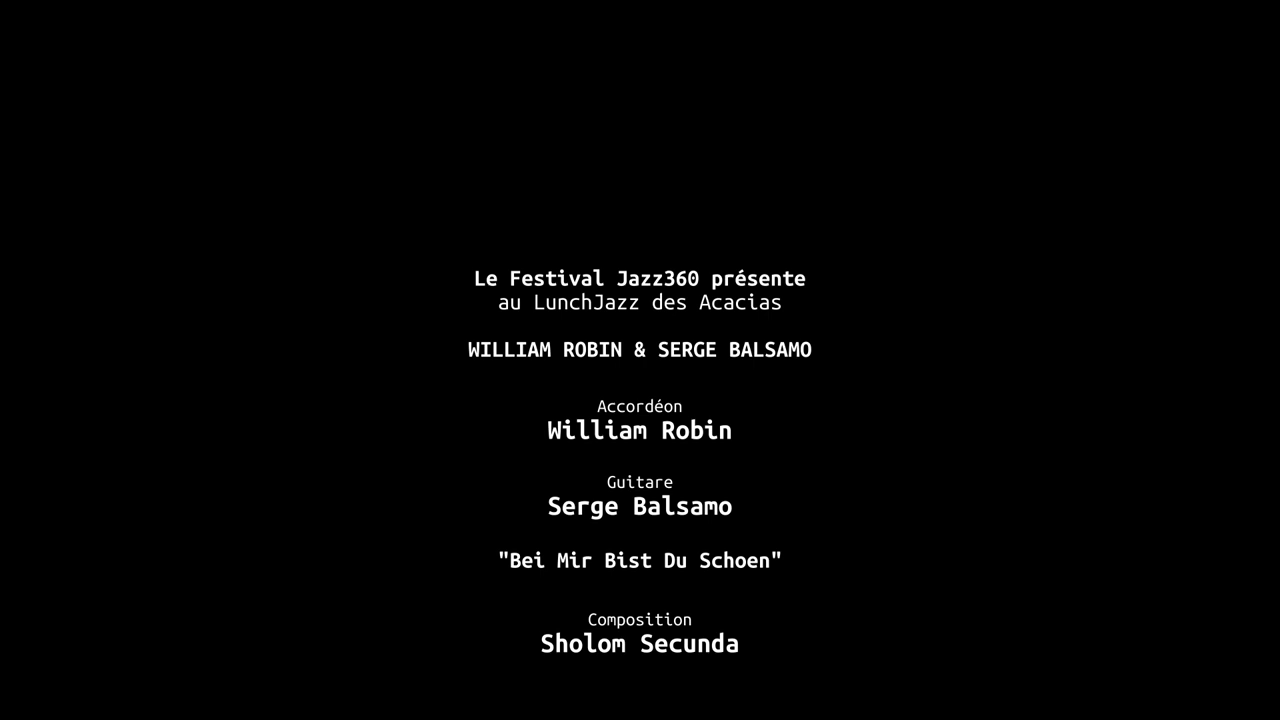 Le Festival Jazz360 présente
au LunchJazz des Acacias
WILLIAM ROBIN & SERGE BALSAMO
Accordéon
William Robin
Guitare
Serge Balsamo
"Bei Mir Bist Du Schoen"
Composition
Sholom Secunda